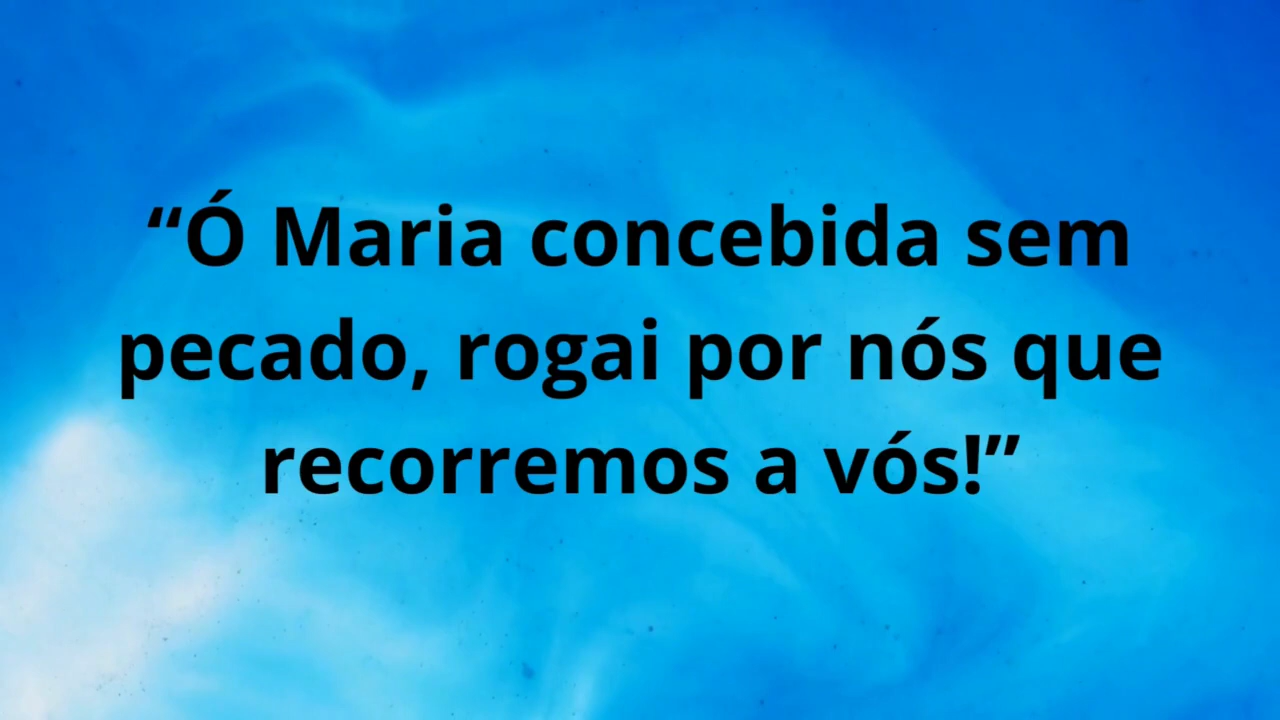 “Ó Maria concebida sem
pecado, rogai por nós que
recorremos a vós!”